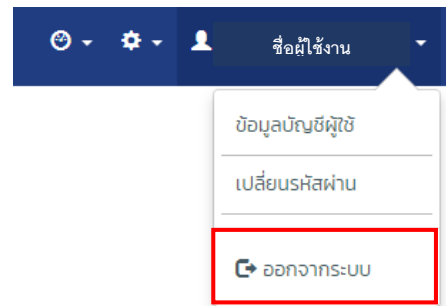 ชื่อผู้ใช้งาน
ข้อมูลบัญชีผู้ใช้
เปลี่ยนรหัสผ่าน
ออกจากระบบ